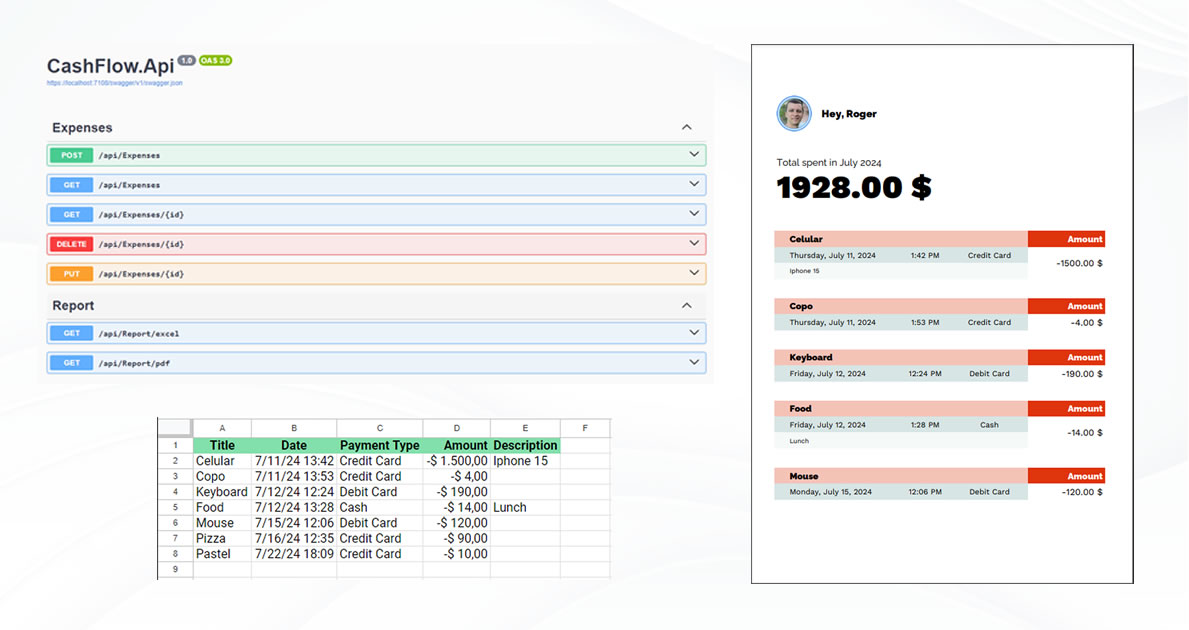 CashFlow.Api 1.0 OAS 3.0
https://localhost:7108/swagger/v1/swagger.json
Expenses
POST /api/Expenses
GET /api/Expenses
GET /api/Expenses/{id}
DELETE /api/Expenses/{id}
PUT /api/Expenses/{id}
Report
GET /api/Report/excel
GET /api/Report/pdf
A B C D E F
1 Title Date Payment Type Amount Description
2 Celular 7/11/24 13:42 Credit Card -$ 1.500,00 Iphone 15
3 Copo 7/11/24 13:53 Credit Card -$ 4,00
4 Keyboard 7/12/24 12:24 Debit Card -$ 190,00
5 Food 7/12/24 13:28 Cash -$ 14,00 Lunch
6 Mouse 7/15/24 12:06 Debit Card -$ 120,00
7 Pizza 7/16/24 12:35 Credit Card -$ 90,00
8 Pastel 7/22/24 18:09 Credit Card -$ 10,00
9
Hey, Roger
Total spent in July 2024
1928.00 $
Celular Amount
Thursday, July 11, 2024 1:42 PM Credit Card -1500.00 $
Iphone 15
Copo Amount
Thursday, July 11, 2024 1:53 PM Credit Card -4.00 $
Keyboard Amount
Friday, July 12, 2024 12:24 PM Debit Card -190.00 $
Food Amount
Friday, July 12, 2024 1:28 PM Cash -14.00 $
Lunch
Mouse Amount
Monday, July 15, 2024 12:06 PM Debit Card -120.00 $